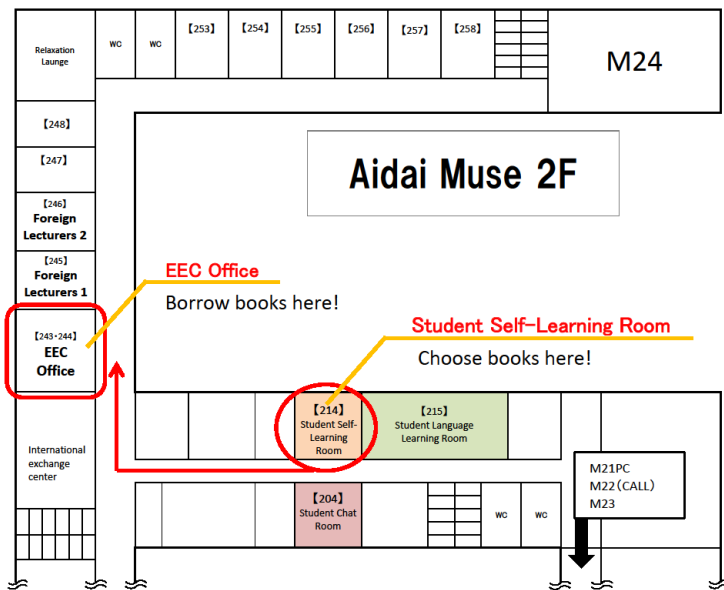 Relaxation
Launge
WC
WC
【253】
【254】
【255】
【256】
【257】
【258】
M24
【248】
【247】
Aidai Muse 2F
【246】
Foreign
Lecturers 2
【245】
Foreign
Lecturers 1
EEC Office
Borrow books here!
【243・244】
EEC
Office
Student Self-Learning Room
Choose books here!
【214】
Student Self-
Learning
Room
【215】
Student Language
Learning Room
International
exchange
center
M21PC
M22（CALL）
M23
【204】
Student Chat
Room
WC
WC